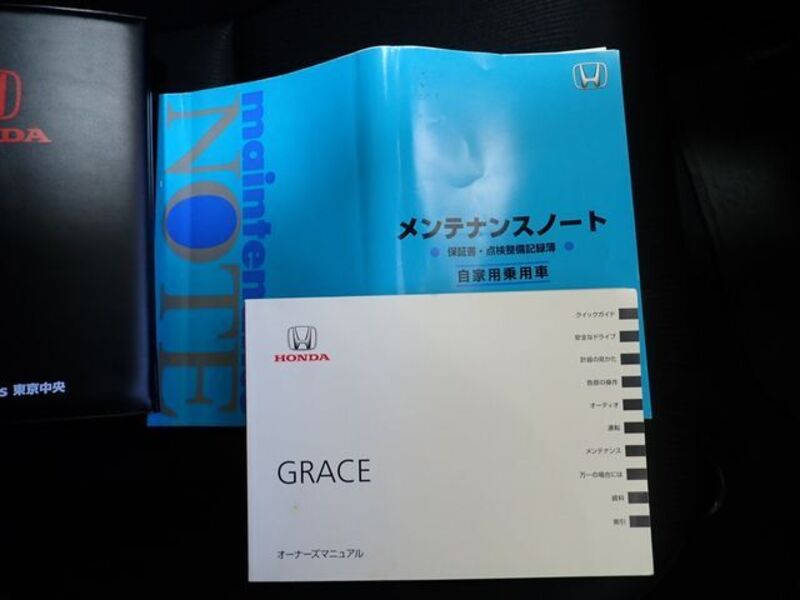 NDA
s 東京中央
maintenance
NOTE
メンテナンスノート
保証書・点検整備記録簿
自家用乗用車
HONDA
GRACE
オーナーズマニュアル
クイックガイド
安全なドライブ
計器の見かた
各部の操作
オーディオ
運転
メンテナンス
万一の場合には
資料
索引